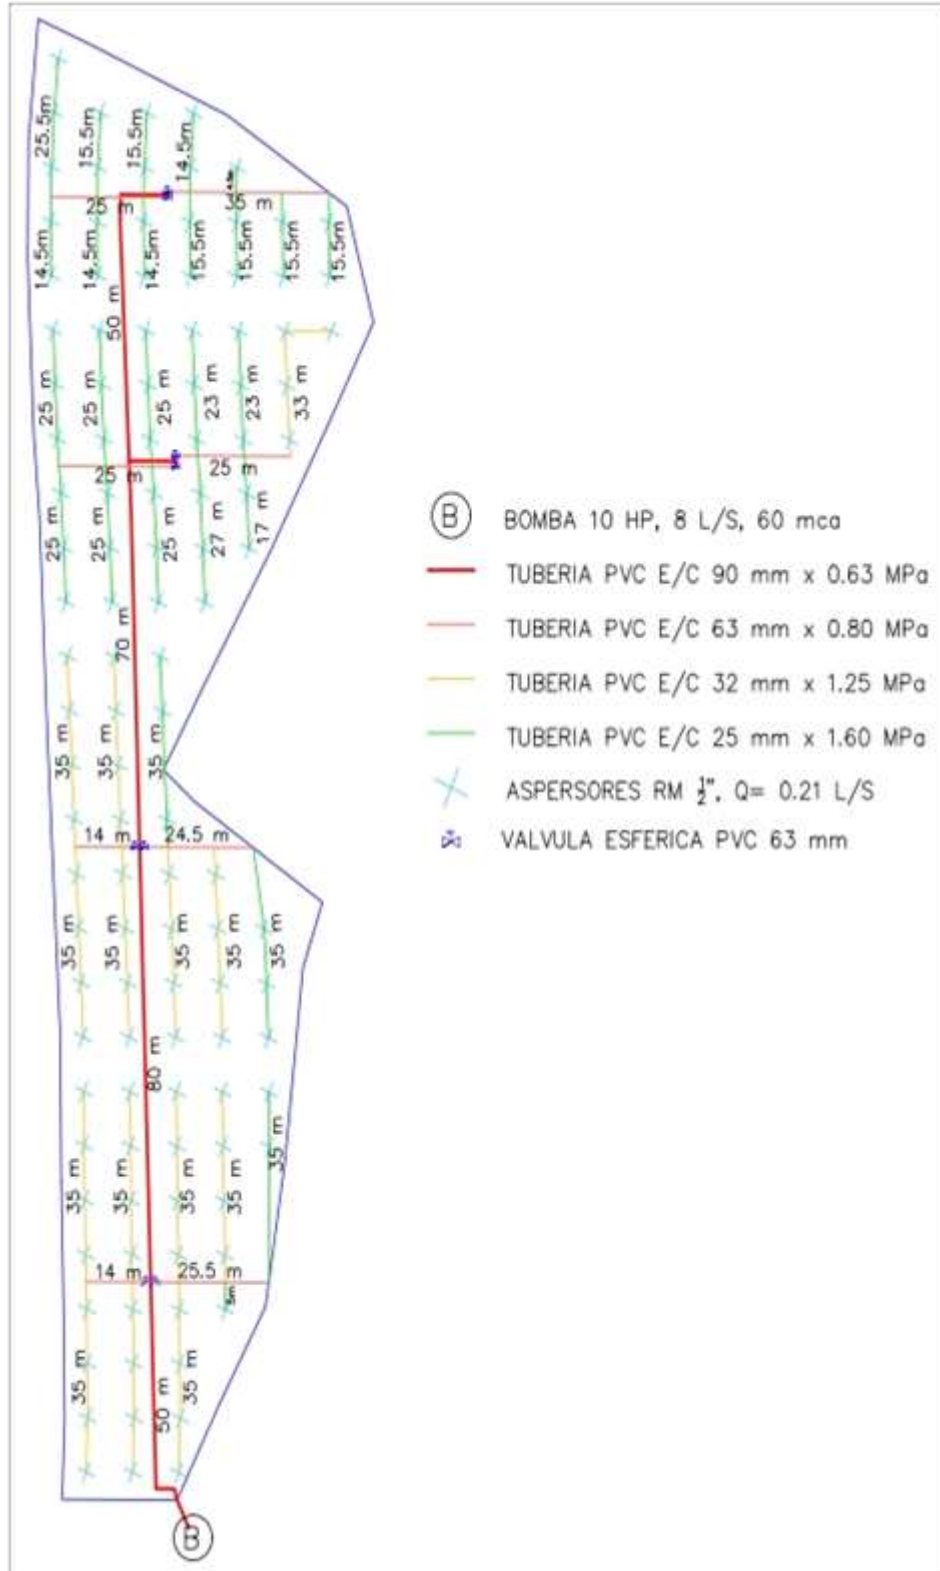 25.5m
15.5m
15.5m
14.5m
25 m
35 m
14.5m
14.5m
14.5m
15.5m
15.5m
15.5m
15.5m
50 m
25 m
25 m
25 m
23 m
23 m
33 m
25 m
25 m
25 m
25 m
25 m
27 m
17 m
B BOMBA 10 HP, 8 L/S, 60 mca
TUBERIA PVC E/C 90 mm x 0.63 MPa
TUBERIA PVC E/C 63 mm x 0.80 MPa
TUBERIA PVC E/C 32 mm x 1.25 MPa
TUBERIA PVC E/C 25 mm x 1.60 MPa
ASPERSORES RM ½", Q= 0.21 L/S
VALVULA ESFERICA PVC 63 mm
70 m
35 m
35 m
35 m
14 m
24.5 m
35 m
35 m
35 m
35 m
35 m
80 m
35 m
35 m
35 m
35 m
35 m
14 m
25.5 m
5m
35 m
35 m
50 m
B